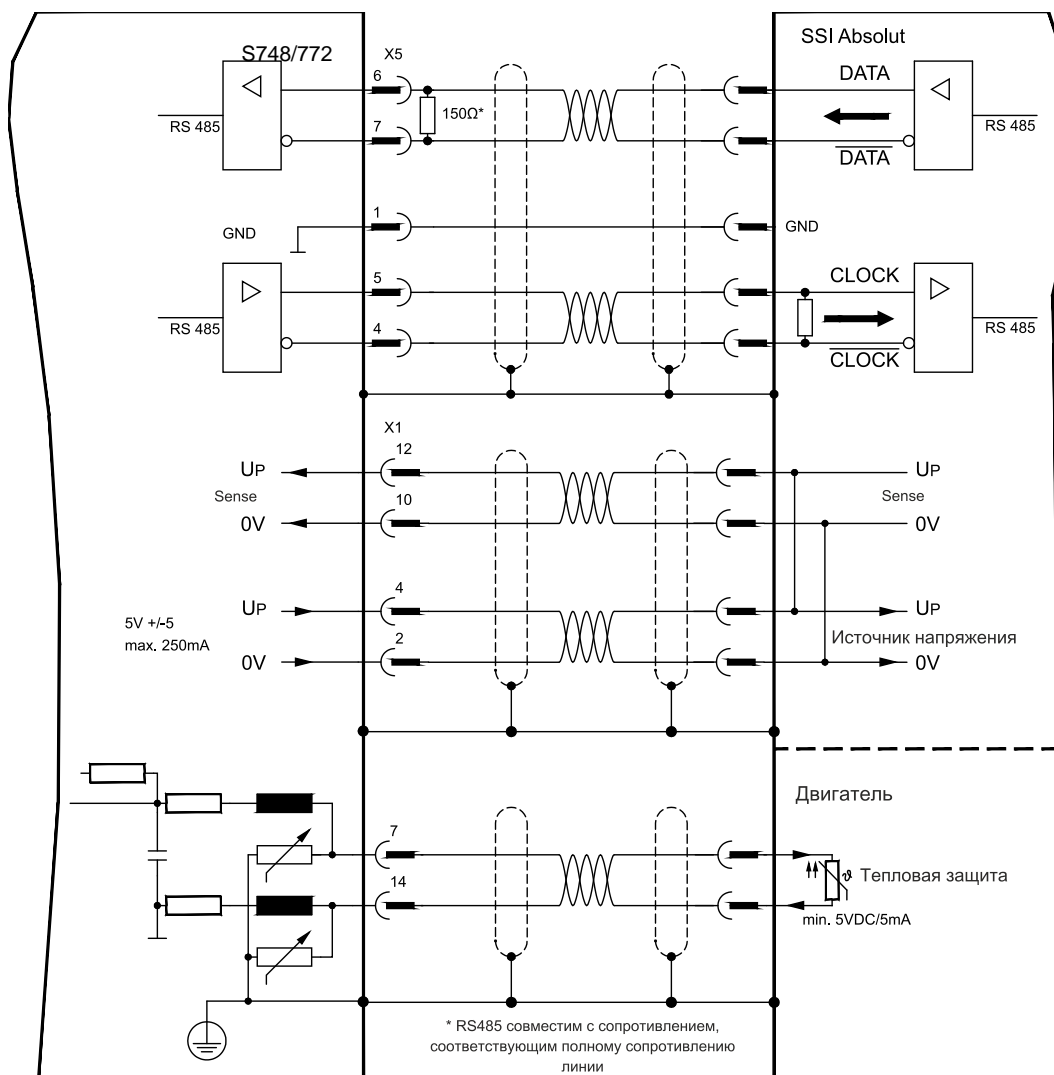 S748/772
X5
SSI Absolut
6
DATA
150Ω*
RS 485
7
RS 485
DATA
1
GND
GND
5
CLOCK
RS 485
4
RS 485
CLOCK
X1
12
UP
UP
Sense
10
Sense
0V
0V
4
UP
UP
5V +/-5
max. 250mA
2
Источник напряжения
0V
0V
Двигатель
7
14
ϑ
Тепловая защита
min. 5VDC/5mA
* RS485 совместим с сопротивлением,
соответствующим полному сопротивлению
линии